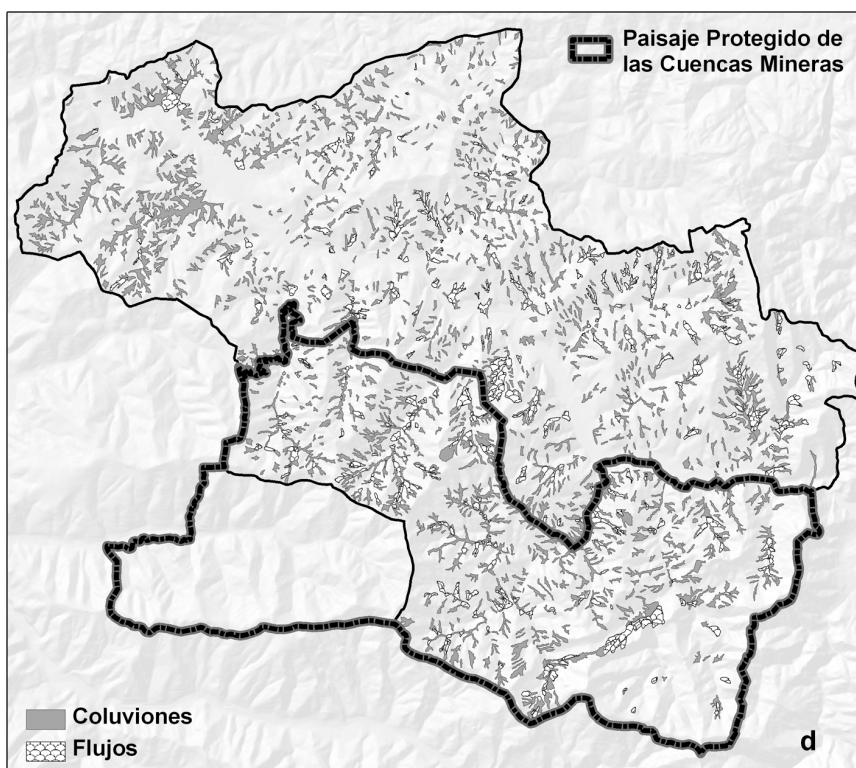 Paisaje Protegido de
las Cuencas Mineras
Coluviones
Flujos
d